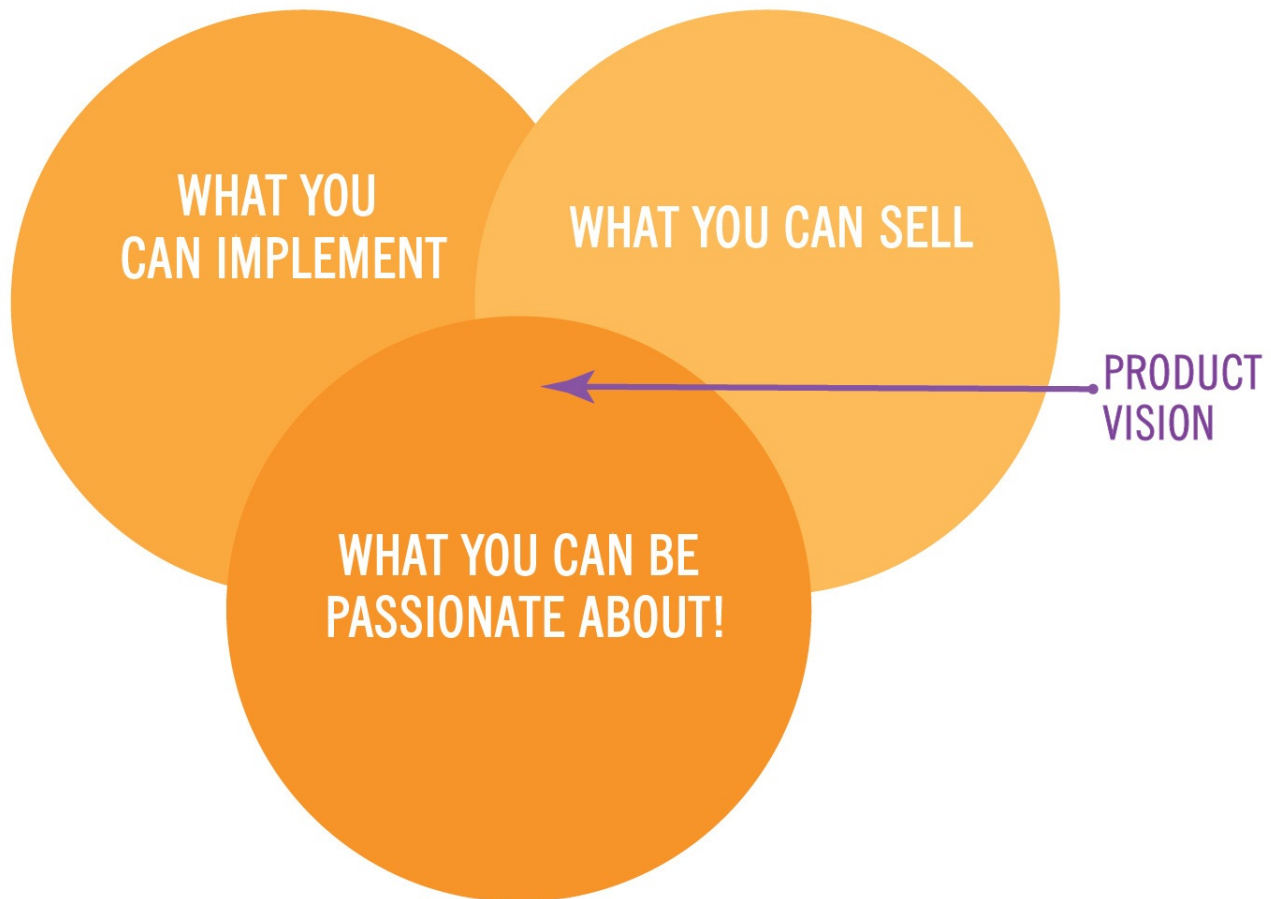 WHAT YOU
CAN IMPLEMENT
WHAT YOU CAN SELL
PRODUCT
VISION
WHAT YOU CAN BE
PASSIONATE ABOUT!